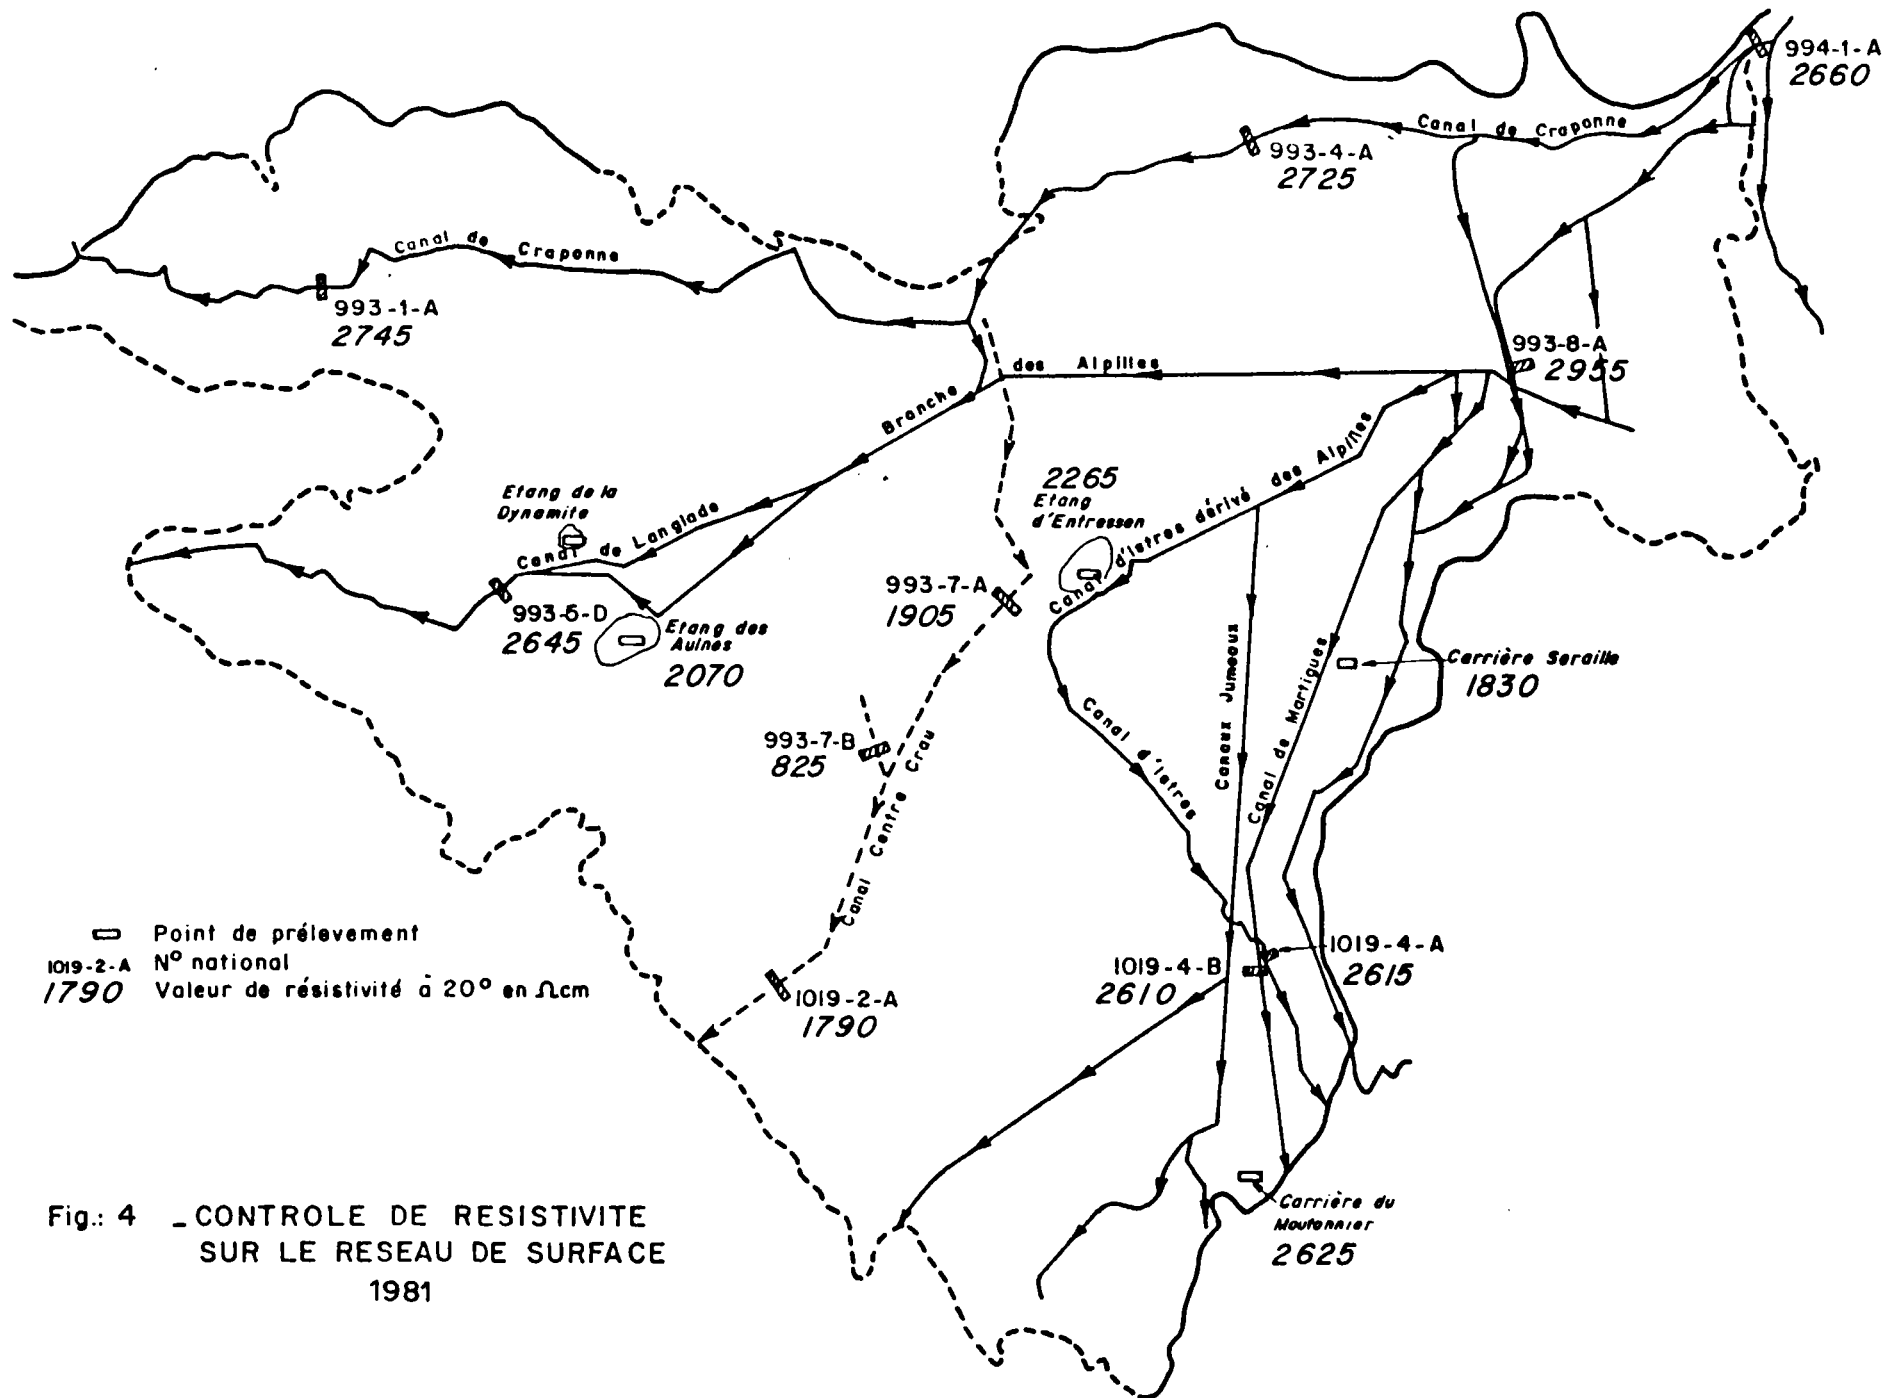 994-1-A
2660
Canal de Craponne
993-4-A
2725
Canal de Craponne
993-1-A
2745
993-8-A
2955
Branche des Alpilles
2265
Etang
d'Entressen
Canal d'Istres dérivé des Alpilles
Etang de la
Dynamite
Canal de Langlade
993-7-A
1905
993-6-D
2645
Etang des
Aulnes
2070
Carrière Seraille
1830
Canaux Jumeaux
Canal de Martigues
Canal d'Istres
993-7-B
825
Canal Centre Crau
Point de prélevement
1019-2-A N° national
1790 Valeur de résistivité à 20° en Ωcm
1019-4-A
2615
1019-4-B
2610
1019-2-A
1790
Carrière du
Moutonnier
2625
Fig.: 4 _ CONTROLE DE RESISTIVITE
SUR LE RESEAU DE SURFACE
1981